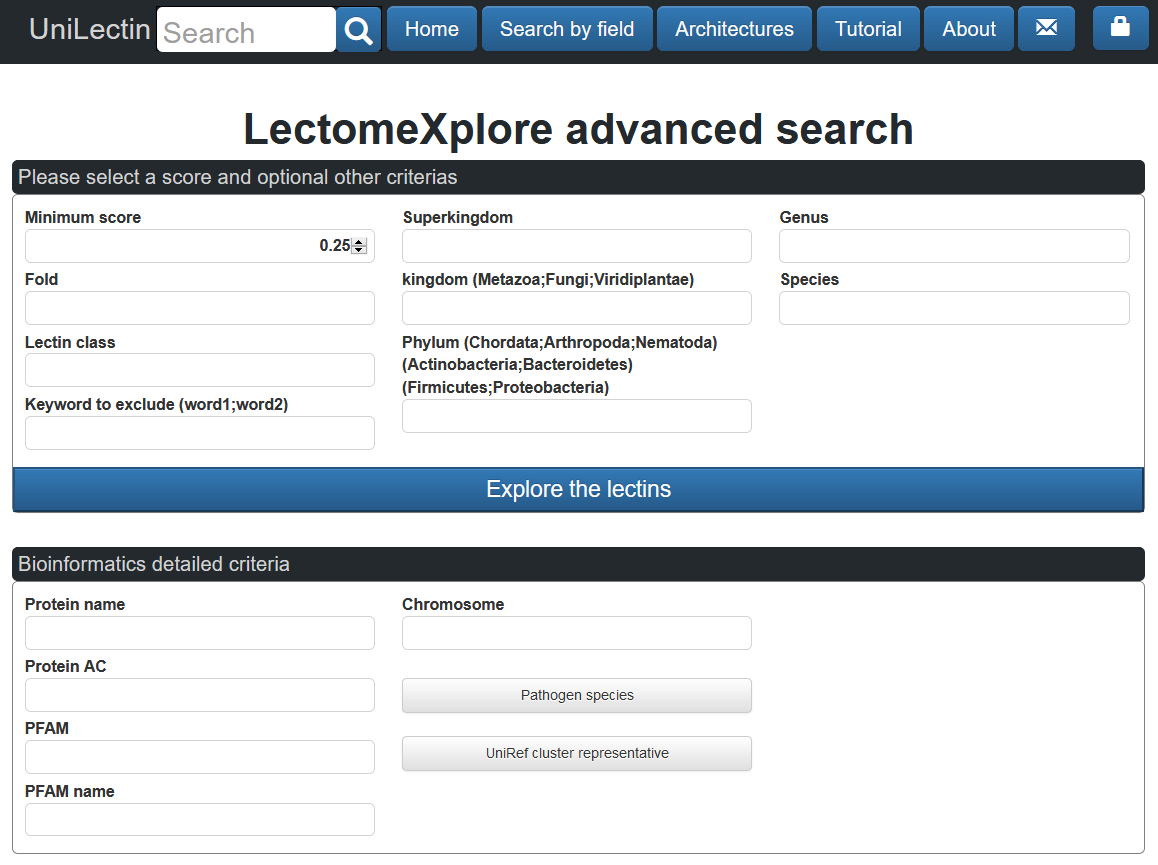 UniLectin Search Home Search by field Architectures Tutorial About
LectomeXplore advanced search
Please select a score and optional other criterias
Minimum score
0.25
Fold
Lectin class
Keyword to exclude (word1;word2)
Superkingdom
kingdom (Metazoa;Fungi;Viridiplantae)
Phylum (Chordata;Arthropoda;Nematoda)
(Actinobacteria;Bacteroidetes)
(Firmicutes;Proteobacteria)
Genus
Species
Explore the lectins
Bioinformatics detailed criteria
Protein name
Protein AC
PFAM
PFAM name
Chromosome
Pathogen species
UniRef cluster representative